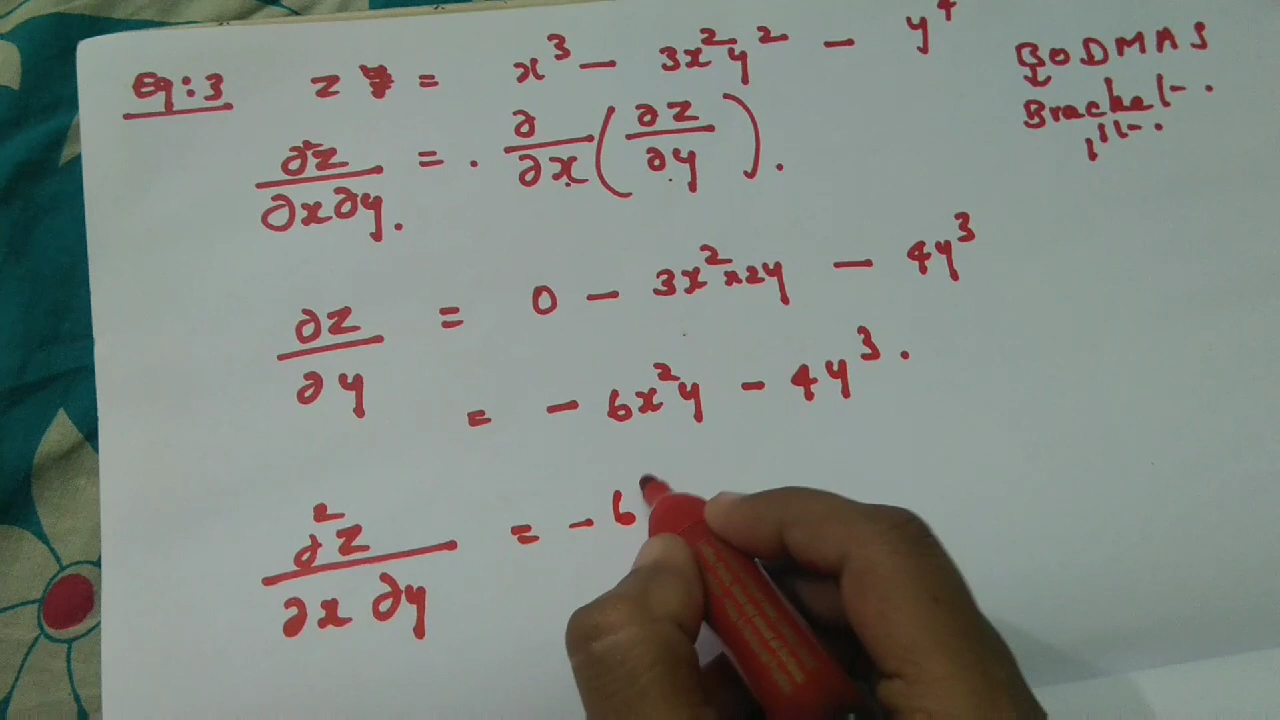 Eg:3 z = x³ - 3x²y² - y⁴
BODMAS
Bracket.
∂²z/∂x∂y. = . ∂/∂x (∂z/∂y).
∂z/∂y = 0 - 3x²×2y - 4y³
= - 6x²y - 4y³.
∂²z/∂x ∂y = - 6